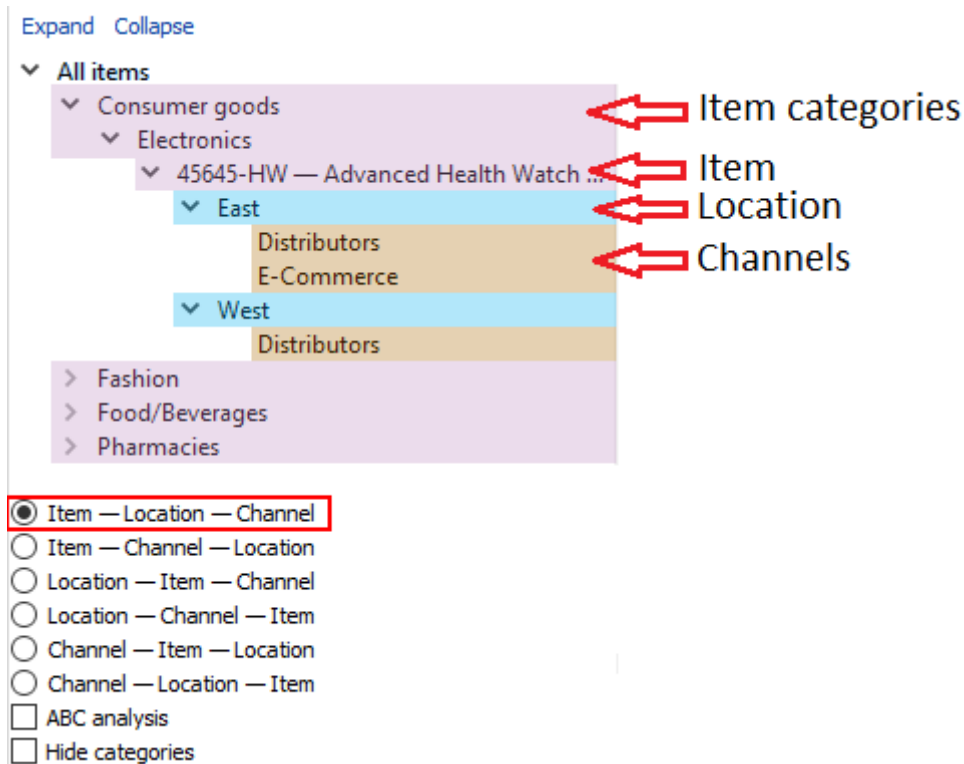 Expand Collapse
All items
Consumer goods
Item categories
Electronics
45645-HW — Advanced Health Watch ...
Item
East
Location
Distributors
Channels
E-Commerce
West
Distributors
Fashion
Food/Beverages
Pharmacies
Item — Location — Channel
Item — Channel — Location
Location — Item — Channel
Location — Channel — Item
Channel — Item — Location
Channel — Location — Item
ABC analysis
Hide categories